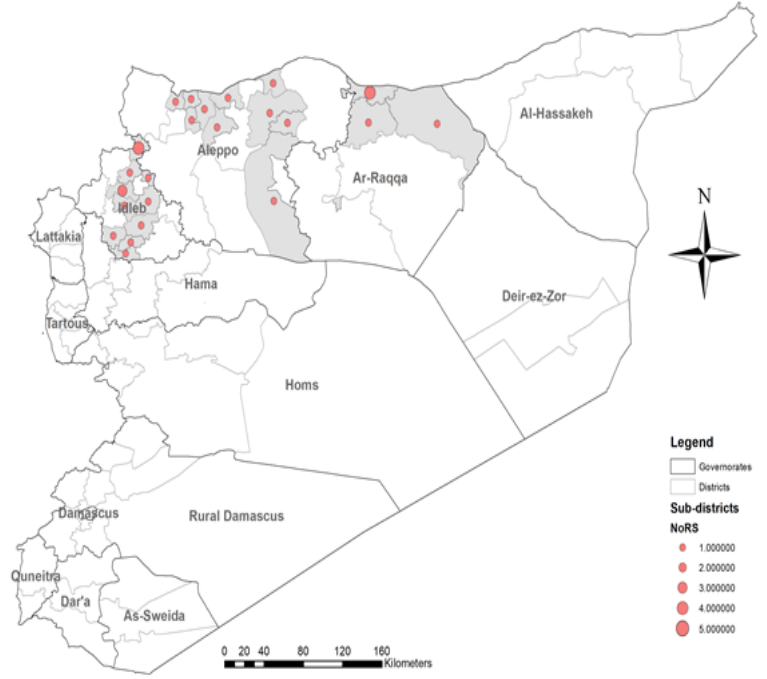 N
Al-Hassakeh
Aleppo
Ar-Raqqa
Idleb
Lattakia
Hama
Deir-ez-Zor
Tartous
Homs
Damascus
Rural Damascus
Quneitra
Dar'a
As-Sweida
Legend
Governorates
Districts
Sub-districts
NoRS
1.000000
2.000000
3.000000
4.000000
5.000000
0 20 40 80 120 160
Kilometers